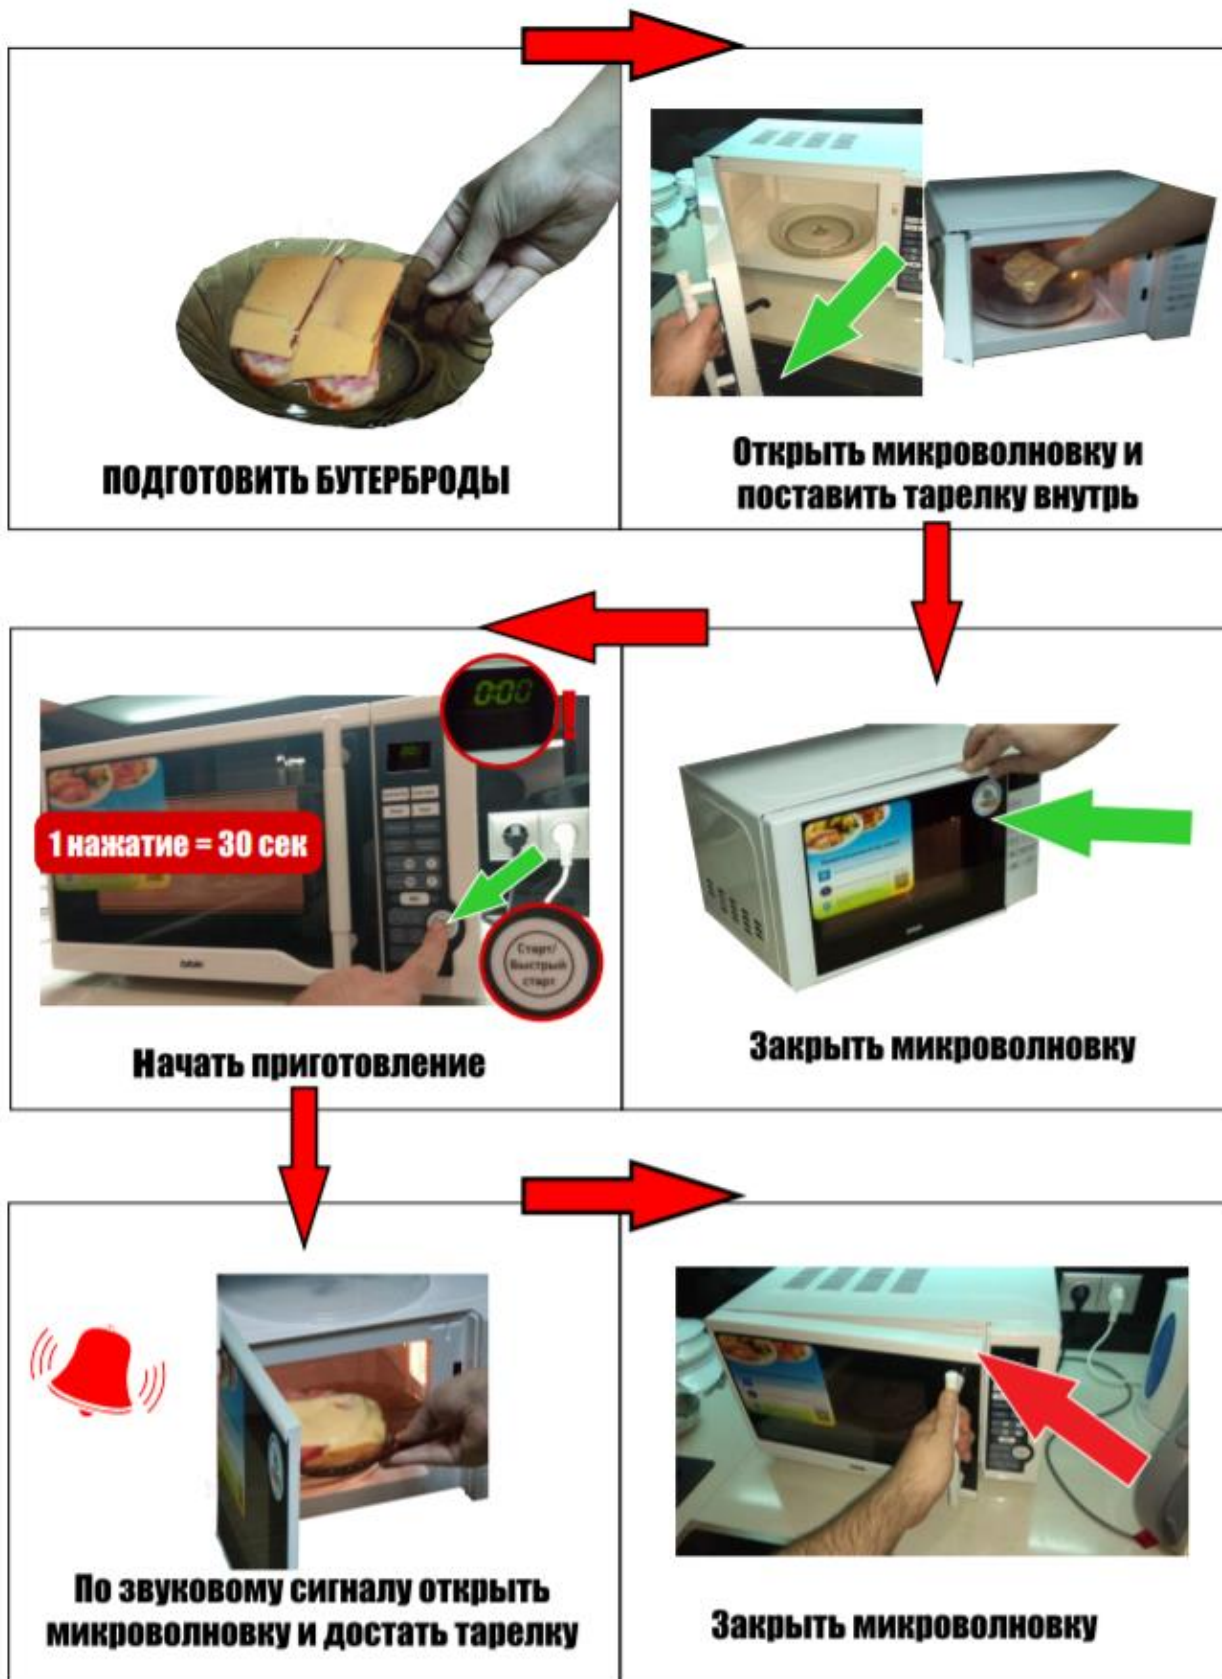 ПОДГОТОВИТЬ БУТЕРБРОДЫ
Открыть микроволновку и
поставить тарелку внутрь
0:00
!
1 нажатие = 30 сек
Старт/
Быстрый
старт
Начать приготовление
Закрыть микроволновку
По звуковому сигналу открыть
микроволновку и достать тарелку
Закрыть микроволновку